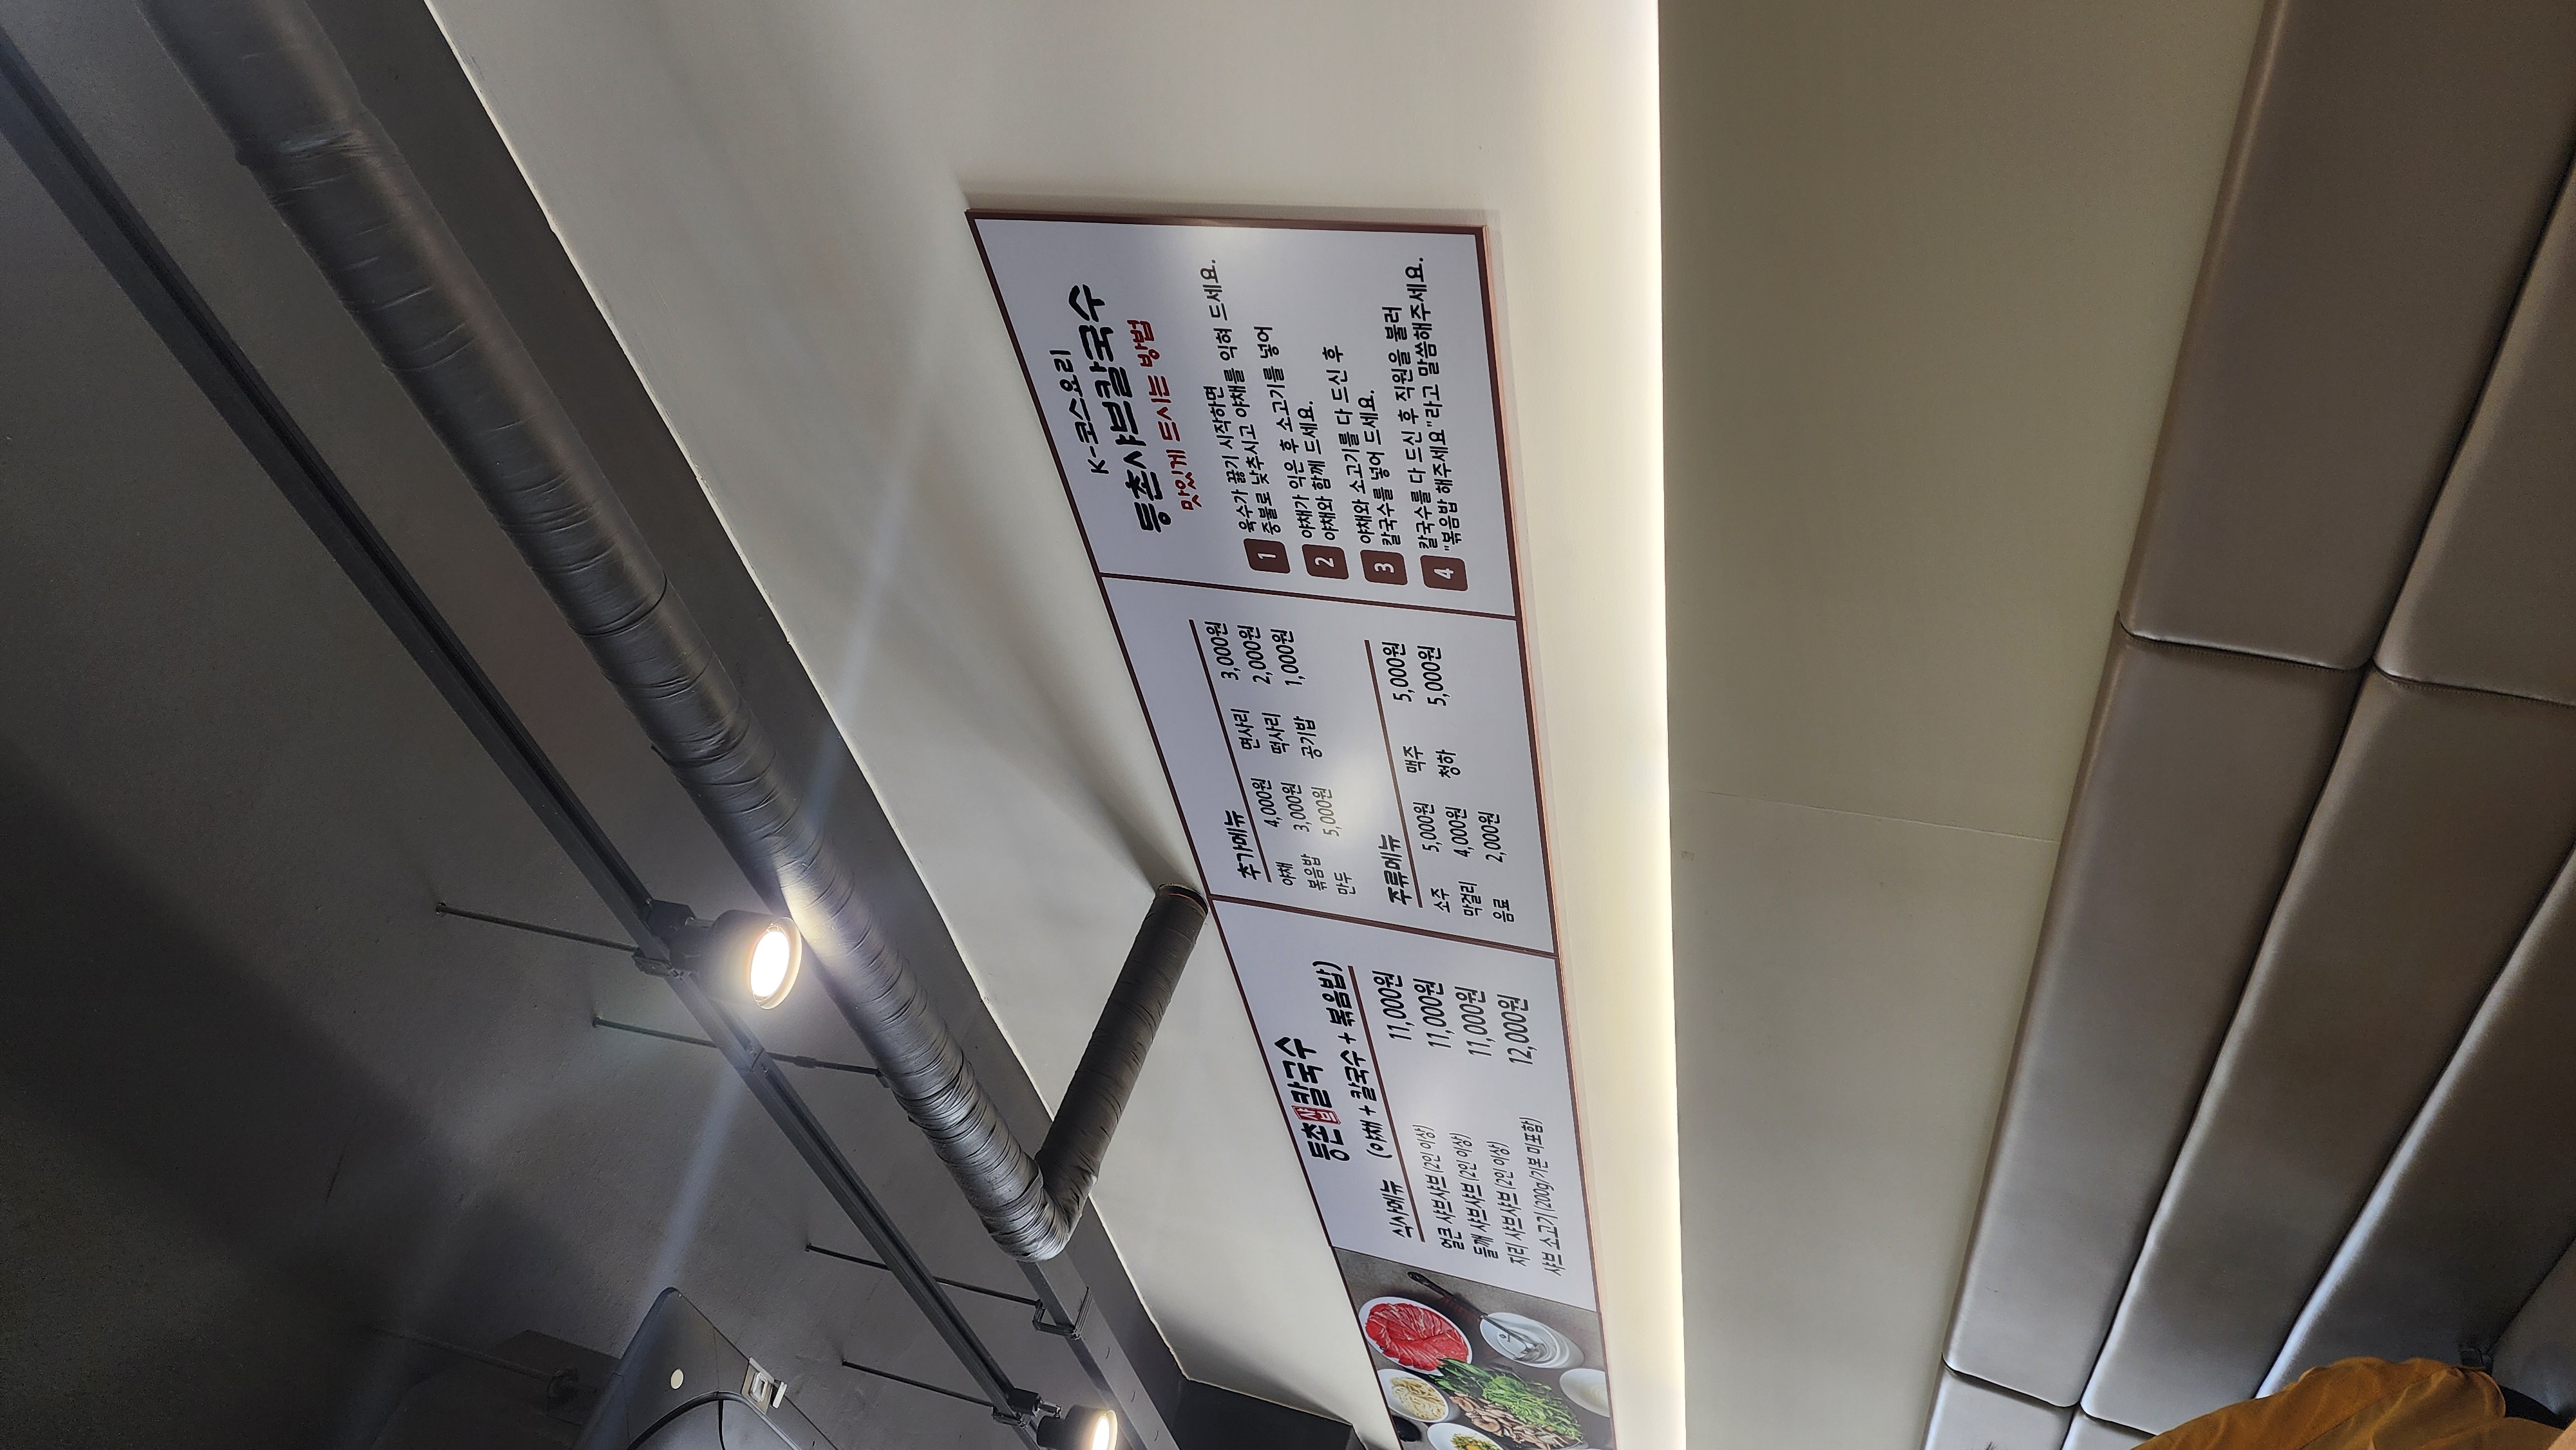 등촌샤브칼국수
(야채 + 칼국수 + 볶음밥)
식사메뉴
얼큰 샤브샤브 (2인 이상) 11,000원
들깨 샤브샤브 (2인 이상) 11,000원
지리 샤브샤브 (2인 이상) 11,000원
샤브 소고기 (200g/기본 미포함) 12,000원
추가메뉴
야채 4,000원 면사리 3,000원
볶음밥 3,000원 떡사리 2,000원
만두 5,000원 공기밥 1,000원
주류메뉴
소주 5,000원 맥주 5,000원
막걸리 4,000원 청하 5,000원
음료 2,000원
K-코스요리
등촌샤브칼국수
맛있게 드시는 방법
1 육수가 끓기 시작하면
중불로 낮추시고 야채를 익혀 드세요.
2 야채가 익은 후 소고기를 넣어
야채와 함께 드세요.
3 야채와 소고기를 다 드신 후
칼국수를 넣어 드세요.
4 칼국수를 다 드신 후 직원을 불러
"볶음밥 해주세요"라고 말씀해주세요.